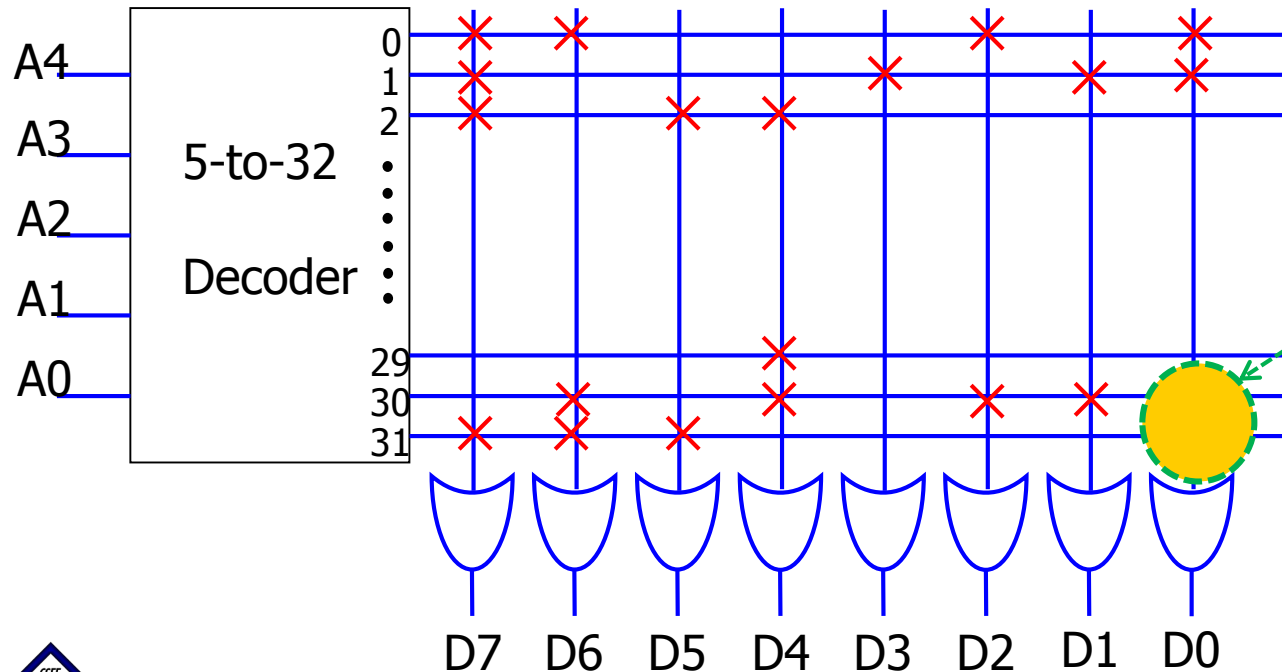 A4
A3
A2
A1
A0
5-to-32
Decoder
0
1
2
29
30
31
D7 D6 D5 D4 D3 D2 D1 D0